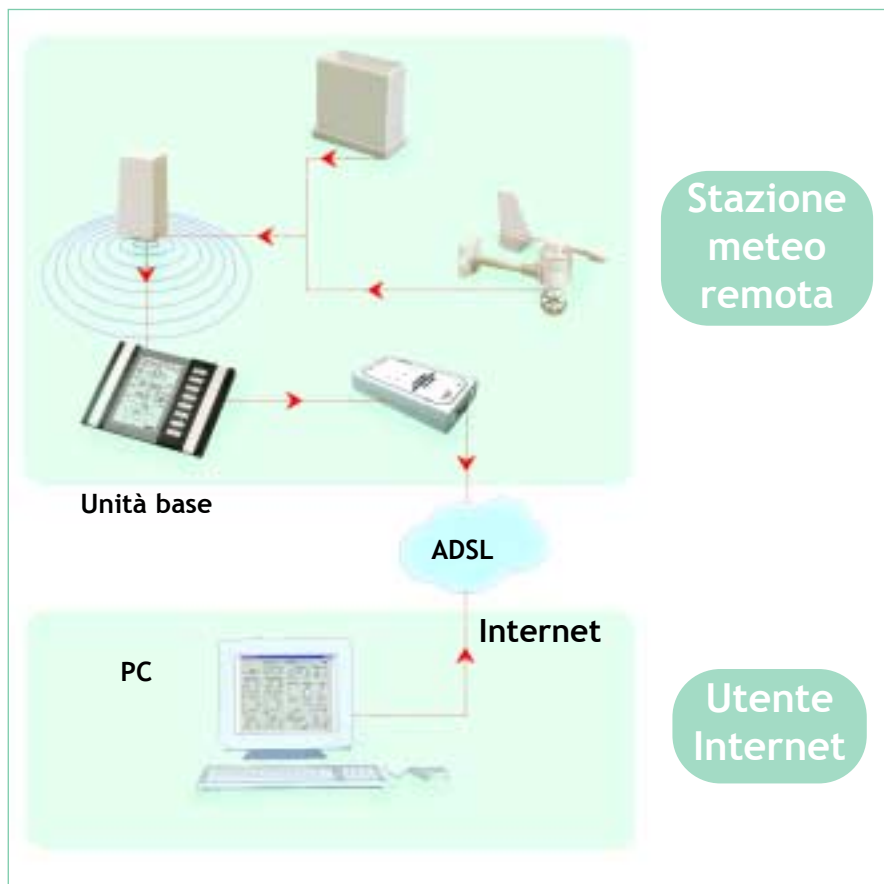 Stazione
meteo
remota
Unità base
ADSL
Internet
PC
Utente
Internet